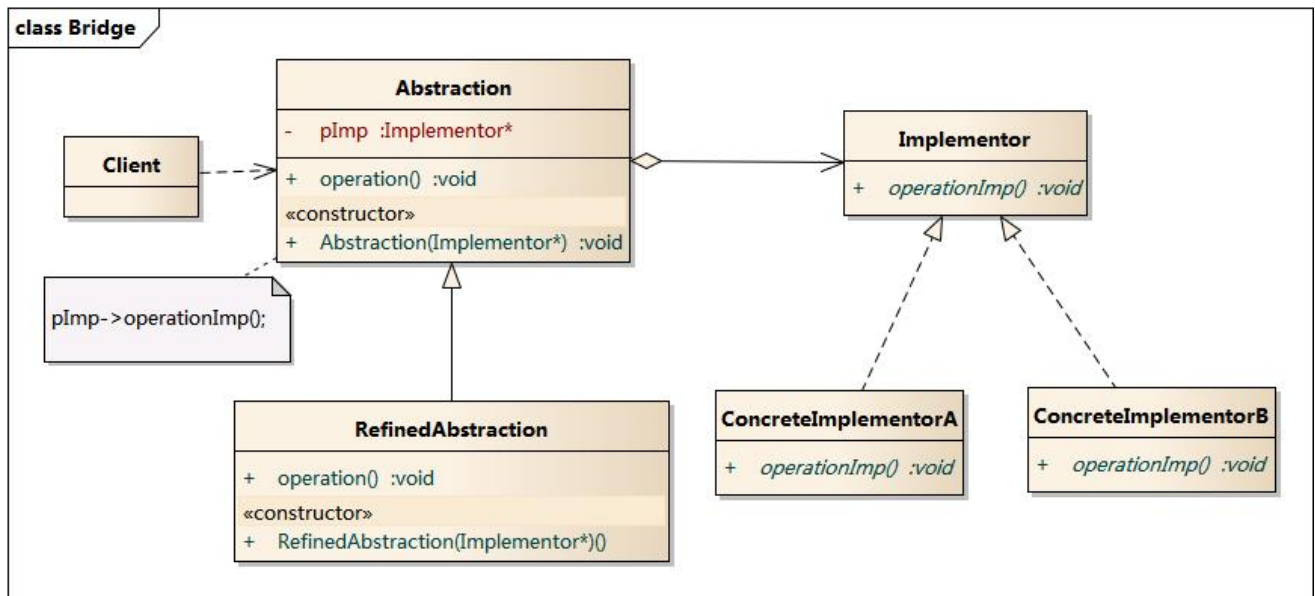 class Bridge
Abstraction
- pImp :Implementor*
+ operation() :void
«constructor»
+ Abstraction(Implementor*) :void
Client
Implementor
+ operationImp() :void
pImp->operationImp();
RefinedAbstraction
+ operation() :void
«constructor»
+ RefinedAbstraction(Implementor*)()
ConcreteImplementorA
+ operationImp() :void
ConcreteImplementorB
+ operationImp() :void